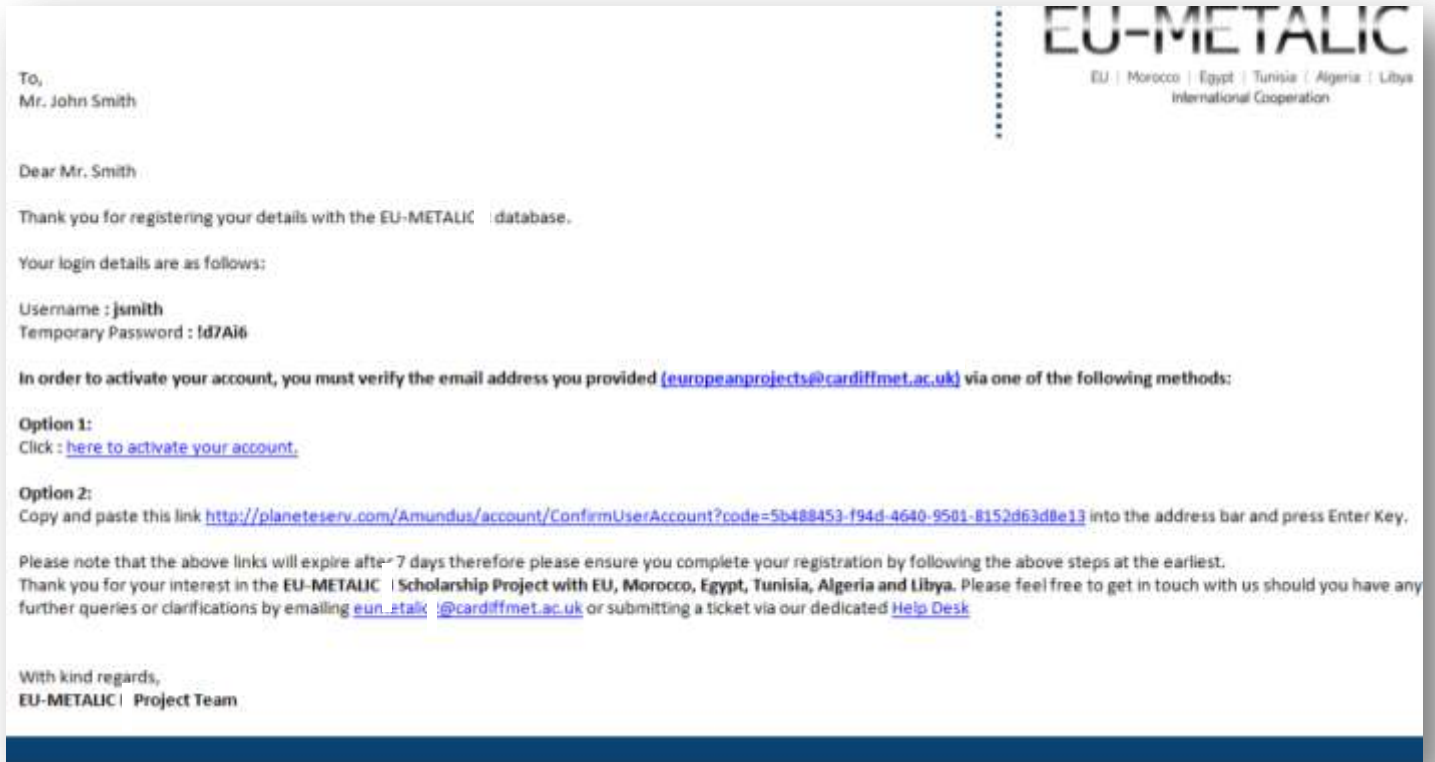 EU-METALIC
EU | Morocco | Egypt | Tunisia | Algeria | Libya
International Cooperation
To,
Mr. John Smith
Dear Mr. Smith
Thank you for registering your details with the EU-METALIC database.
Your login details are as follows:
Username : jsmith
Temporary Password : !d7Ai6
In order to activate your account, you must verify the email address you provided (europeanprojects@cardiffmet.ac.uk) via one of the following methods:
Option 1:
Click : here to activate your account.
Option 2:
Copy and paste this link http://planeteserv.com/Amundus/account/ConfirmUserAccount?code=5b488453-f94d-4640-9501-8152d63d8e13 into the address bar and press Enter Key.
Please note that the above links will expire after 7 days therefore please ensure you complete your registration by following the above steps at the earliest.
Thank you for your interest in the EU-METALIC Scholarship Project with EU, Morocco, Egypt, Tunisia, Algeria and Libya. Please feel free to get in touch with us should you have any
further queries or clarifications by emailing @cardiffmet.ac.uk or submitting a ticket via our dedicated Help Desk
With kind regards,
EU-METALIC Project Team